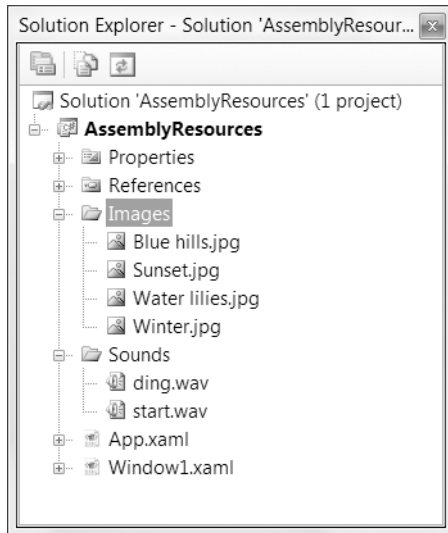 Solution Explorer - Solution 'AssemblyResour...
Solution 'AssemblyResources' (1 project)
AssemblyResources
Properties
References
Images
Blue hills.jpg
Sunset.jpg
Water lilies.jpg
Winter.jpg
Sounds
ding.wav
start.wav
App.xaml
Window1.xaml